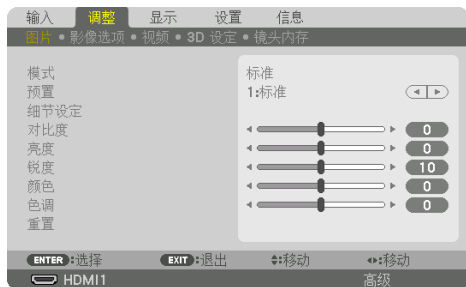 输入 调整 显示 设置 信息
图片 • 影像选项 • 视频 • 3D 设定 • 镜头内存
模式 标准
预置 1:标准
细节设定
对比度 0
亮度 0
锐度 10
颜色 0
色调 0
重置
ENTER:选择 EXIT:退出 :移动 :移动
HDMI1 高级